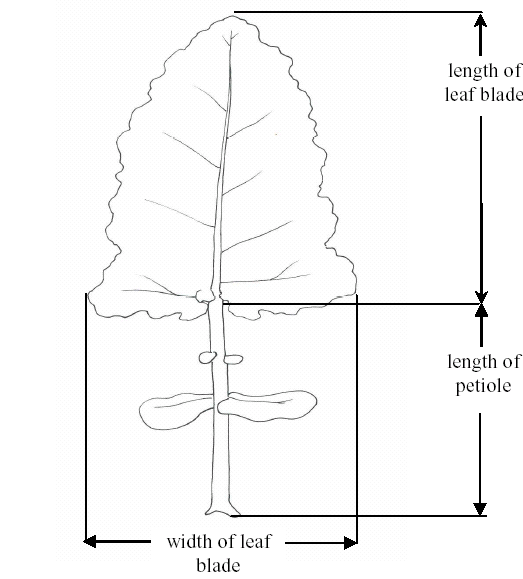 length of
leaf blade
length of
petiole
width of leaf
blade